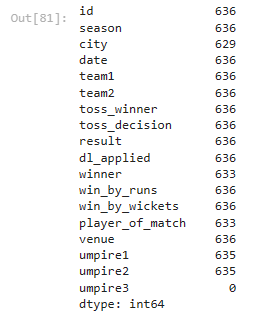 Out[81]: id 636
season 636
city 629
date 636
team1 636
team2 636
toss_winner 636
toss_decision 636
result 636
dl_applied 636
winner 633
win_by_runs 636
win_by_wickets 636
player_of_match 633
venue 636
umpire1 635
umpire2 635
umpire3 0
dtype: int64